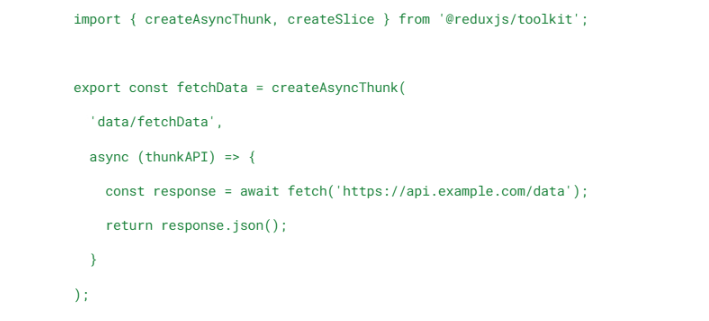 import { createAsyncThunk, createSlice } from '@reduxjs/toolkit';
export const fetchData = createAsyncThunk(
'data/fetchData',
async (thunkAPI) => {
const response = await fetch('https://api.example.com/data');
return response.json();
}
);